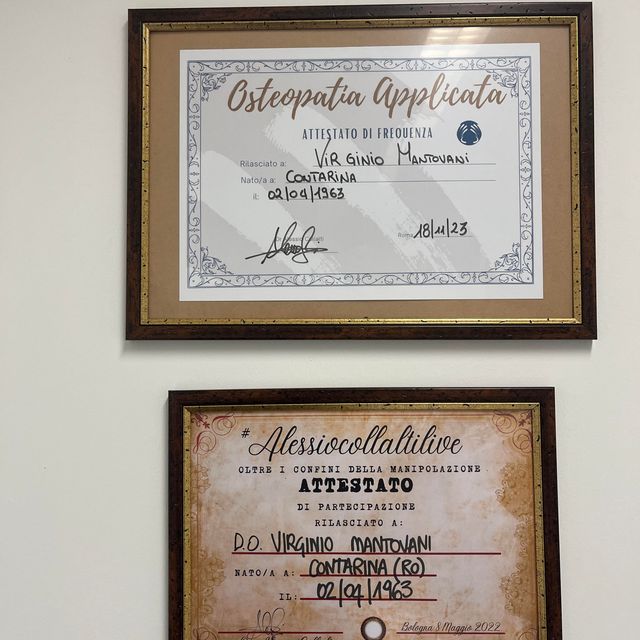 Osteopatia Applicata
ATTESTATO DI FREQUENZA
Rilasciato a: VIRGINIO MANTOVANI
Nato/a a: CONTARINA
il: 02/04/1963
Roma, 18/11/23
#Alessiocollaltilive
OLTRE I CONFINI DELLA MANIPOLAZIONE
ATTESTATO
DI PARTECIPAZIONE
RILASCIATO A:
D.O. VIRGINIO MANTOVANI
NATO/A A: CONTARINA (RO)
IL: 02/04/1963
Bologna 8 Maggio 2022